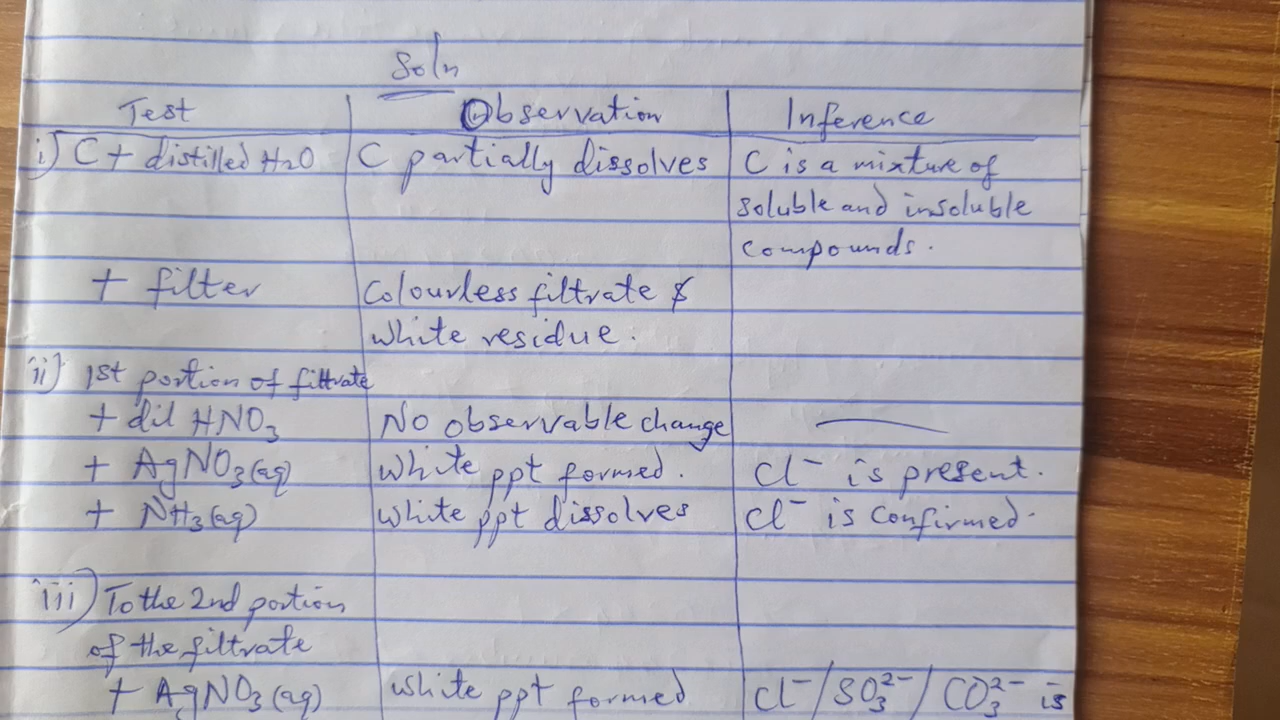 Soln
Test Observation Inference
i) C + distilled H2O C partially dissolves C is a mixture of
soluble and insoluble
compounds.
+ filter Colourless filtrate &
white residue.
ii) 1st portion of filtrate
+ dil HNO3 No observable change —
+ AgNO3(aq) White ppt formed. Cl⁻ is present.
+ NH3(aq) White ppt dissolves Cl⁻ is confirmed.
iii) To the 2nd portion
of the filtrate
+ AgNO3(aq) White ppt formed Cl⁻/SO3²⁻/CO3²⁻ is